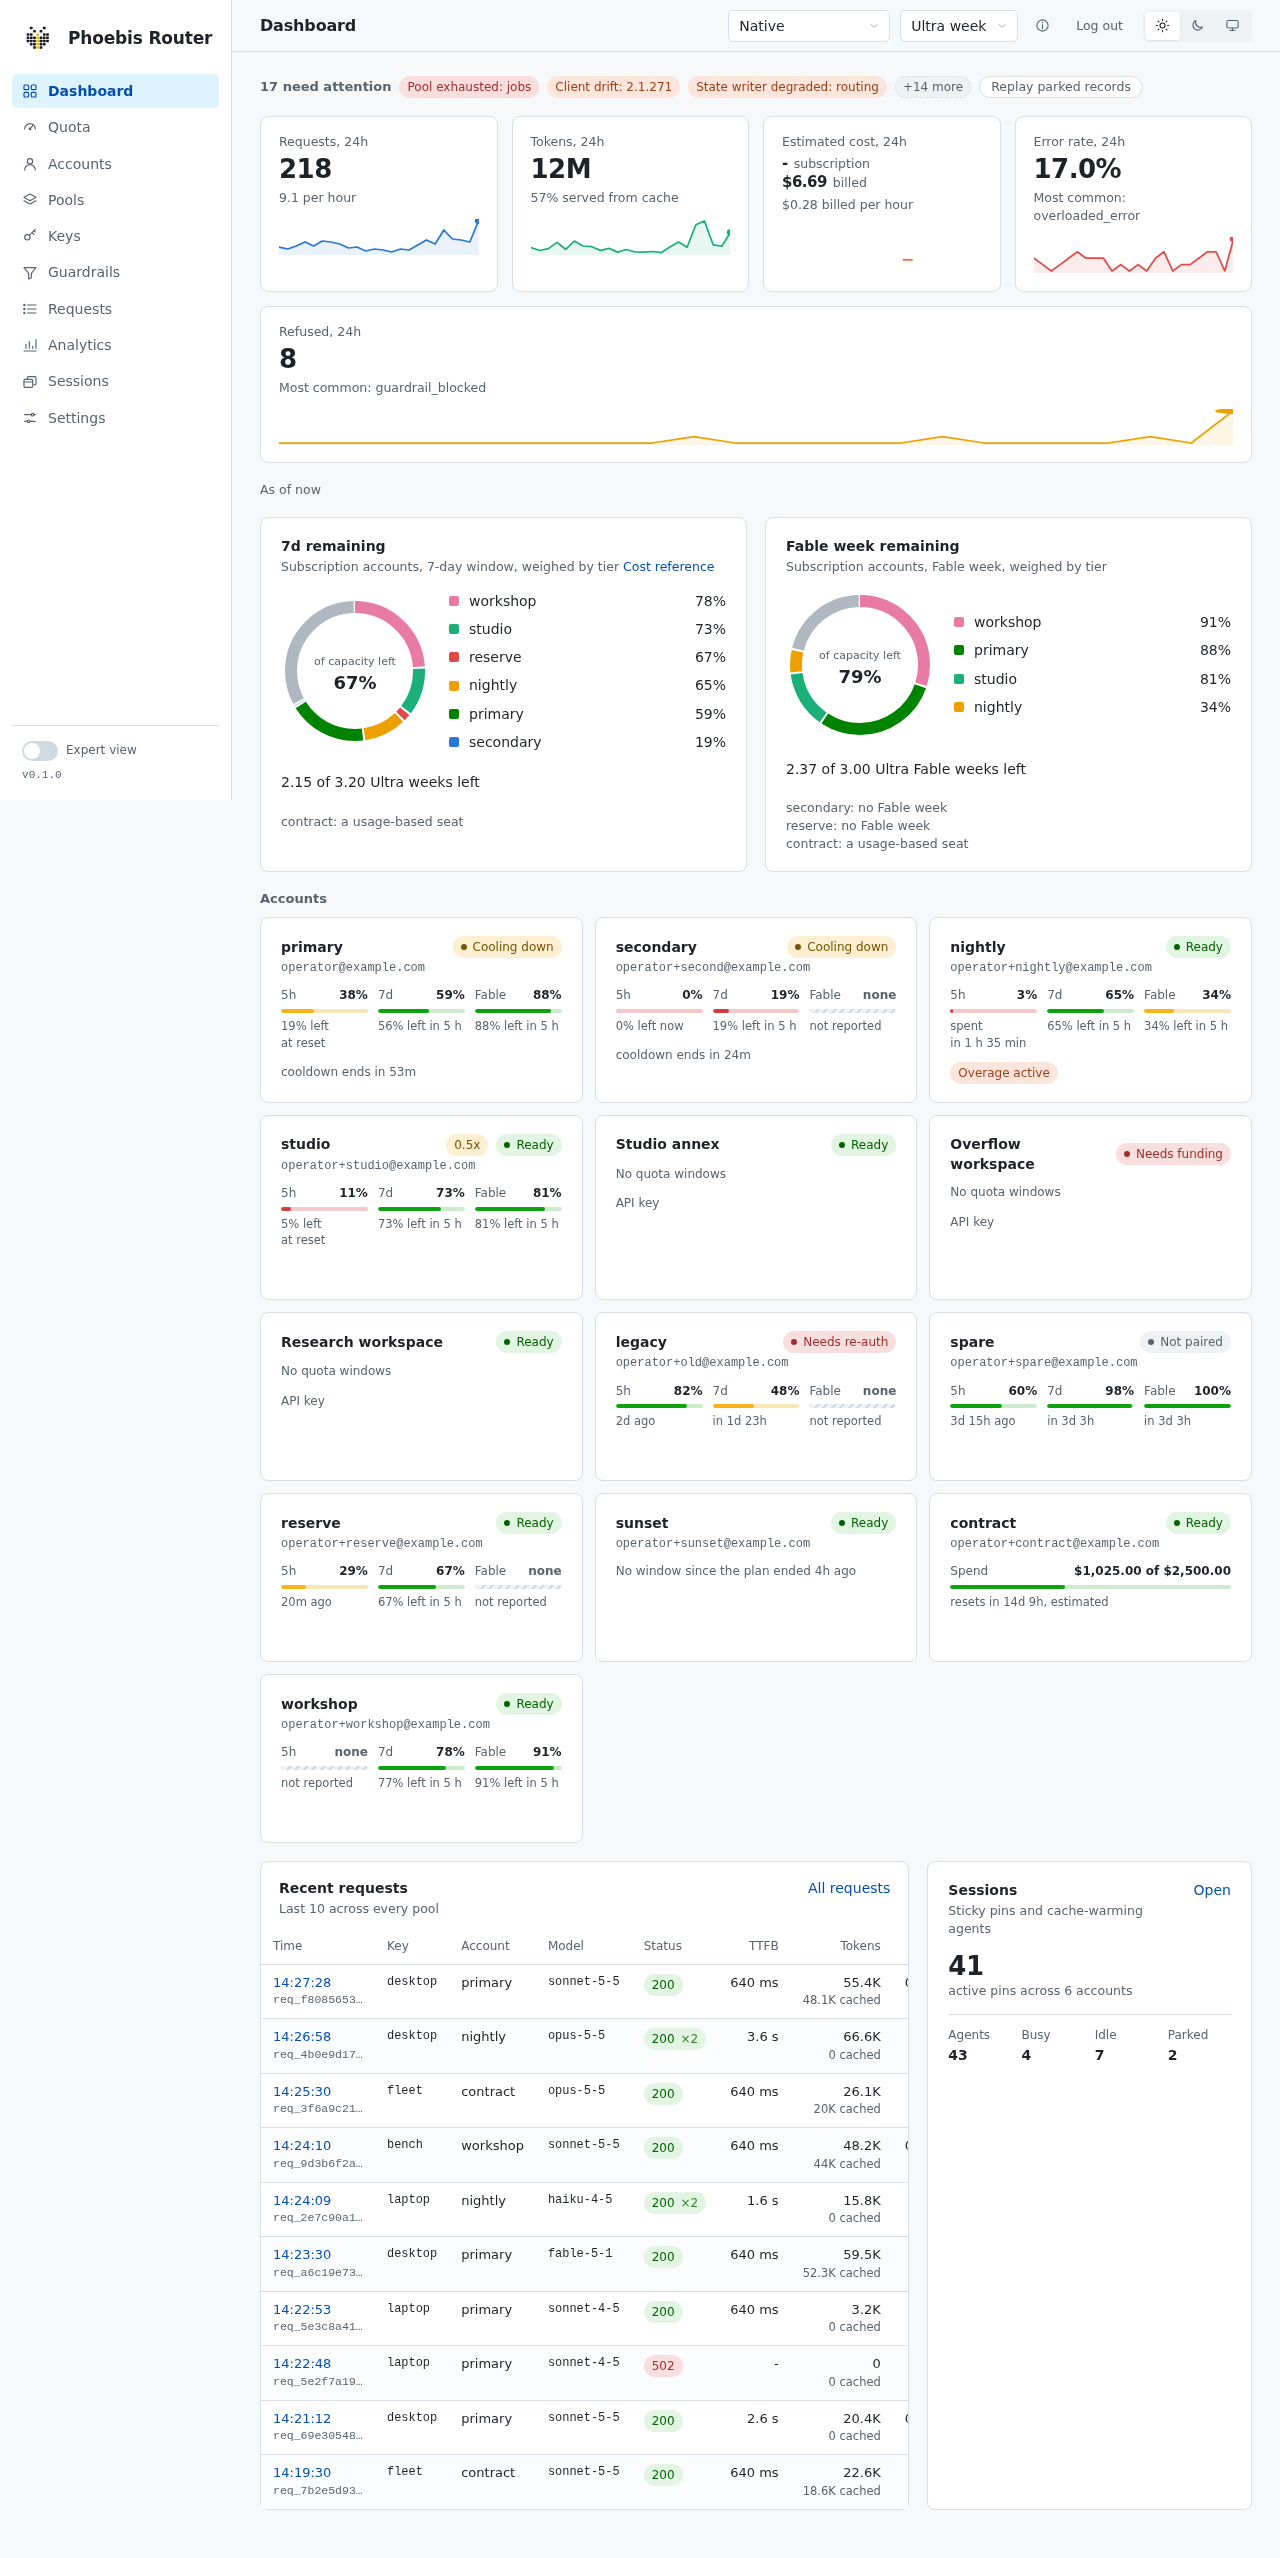 Phoebis Router
Dashboard
Quota
Accounts
Pools
Keys
Guardrails
Requests
Analytics
Sessions
Settings
Expert view
v0.1.0
Dashboard
Native
Ultra week
Log out
17 need attention Pool exhausted: jobs Client drift: 2.1.271 State writer degraded: routing +14 more Replay parked records
Requests, 24h
218
9.1 per hour
Tokens, 24h
12M
57% served from cache
Estimated cost, 24h
- subscription
$6.69 billed
$0.28 billed per hour
Error rate, 24h
17.0%
Most common:
overloaded_error
Refused, 24h
8
Most common: guardrail_blocked
As of now
7d remaining
Subscription accounts, 7-day window, weighed by tier Cost reference
of capacity left
67%
workshop 78%
studio 73%
reserve 67%
nightly 65%
primary 59%
secondary 19%
2.15 of 3.20 Ultra weeks left
contract: a usage-based seat
Fable week remaining
Subscription accounts, Fable week, weighed by tier
of capacity left
79%
workshop 91%
primary 88%
studio 81%
nightly 34%
2.37 of 3.00 Ultra Fable weeks left
secondary: no Fable week
reserve: no Fable week
contract: a usage-based seat
Accounts
primary Cooling down
operator@example.com
5h 38% 7d 59% Fable 88%
19% left at reset 56% left in 5 h 88% left in 5 h
cooldown ends in 53m
secondary Cooling down
operator+second@example.com
5h 0% 7d 19% Fable none
0% left now 19% left in 5 h not reported
cooldown ends in 24m
nightly Ready
operator+nightly@example.com
5h 3% 7d 65% Fable 34%
spent in 1 h 35 min 65% left in 5 h 34% left in 5 h
Overage active
studio 0.5x Ready
operator+studio@example.com
5h 11% 7d 73% Fable 81%
5% left at reset 73% left in 5 h 81% left in 5 h
Studio annex Ready
No quota windows
API key
Overflow workspace Needs funding
No quota windows
API key
Research workspace Ready
No quota windows
API key
legacy Needs re-auth
operator+old@example.com
5h 82% 7d 48% Fable none
2d ago in 1d 23h not reported
spare Not paired
operator+spare@example.com
5h 60% 7d 98% Fable 100%
3d 15h ago in 3d 3h in 3d 3h
reserve Ready
operator+reserve@example.com
5h 29% 7d 67% Fable none
20m ago 67% left in 5 h not reported
sunset Ready
operator+sunset@example.com
No window since the plan ended 4h ago
contract Ready
operator+contract@example.com
Spend $1,025.00 of $2,500.00
resets in 14d 9h, estimated
workshop Ready
operator+workshop@example.com
5h none 7d 78% Fable 91%
not reported 77% left in 5 h 91% left in 5 h
Recent requests All requests
Last 10 across every pool
Time Key Account Model Status TTFB Tokens
14:27:28 desktop primary sonnet-5-5 200 640 ms 55.4K
req_f8085653… 48.1K cached
14:26:58 desktop nightly opus-5-5 200 ×2 3.6 s 66.6K
req_4b0e9d17… 0 cached
14:25:30 fleet contract opus-5-5 200 640 ms 26.1K
req_3f6a9c21… 20K cached
14:24:10 bench workshop sonnet-5-5 200 640 ms 48.2K
req_9d3b6f2a… 44K cached
14:24:09 laptop nightly haiku-4-5 200 ×2 1.6 s 15.8K
req_2e7c90a1… 0 cached
14:23:30 desktop primary fable-5-1 200 640 ms 59.5K
req_a6c19e73… 52.3K cached
14:22:53 laptop primary sonnet-4-5 200 640 ms 3.2K
req_5e3c8a41… 0 cached
14:22:48 laptop primary sonnet-4-5 502 - 0
req_5e2f7a19… 0 cached
14:21:12 desktop primary sonnet-5-5 200 2.6 s 20.4K
req_69e30548… 0 cached
14:19:30 fleet contract sonnet-5-5 200 640 ms 22.6K
req_7b2e5d93… 18.6K cached
Sessions Open
Sticky pins and cache-warming
agents
41
active pins across 6 accounts
Agents Busy Idle Parked
43 4 7 2